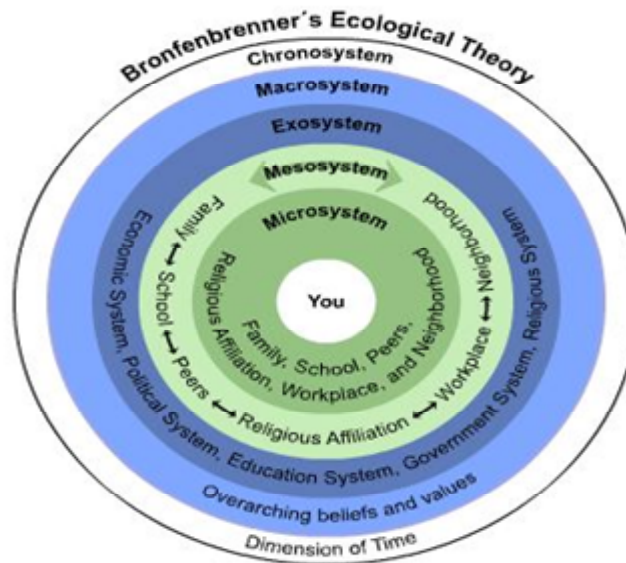 Bronfenbrenner´s Ecological Theory
Chronosystem
Macrosystem
Exosystem
Mesosystem
Microsystem
You
Family, School, Peers,
Religious Affiliation, Workplace, and Neighborhood
Family ↔ School ↔ Peers ↔ Religious Affiliation ↔ Workplace ↔ Neighborhood
Economic System, Political System, Education System, Government System, Religious System
Overarching beliefs and values
Dimension of Time